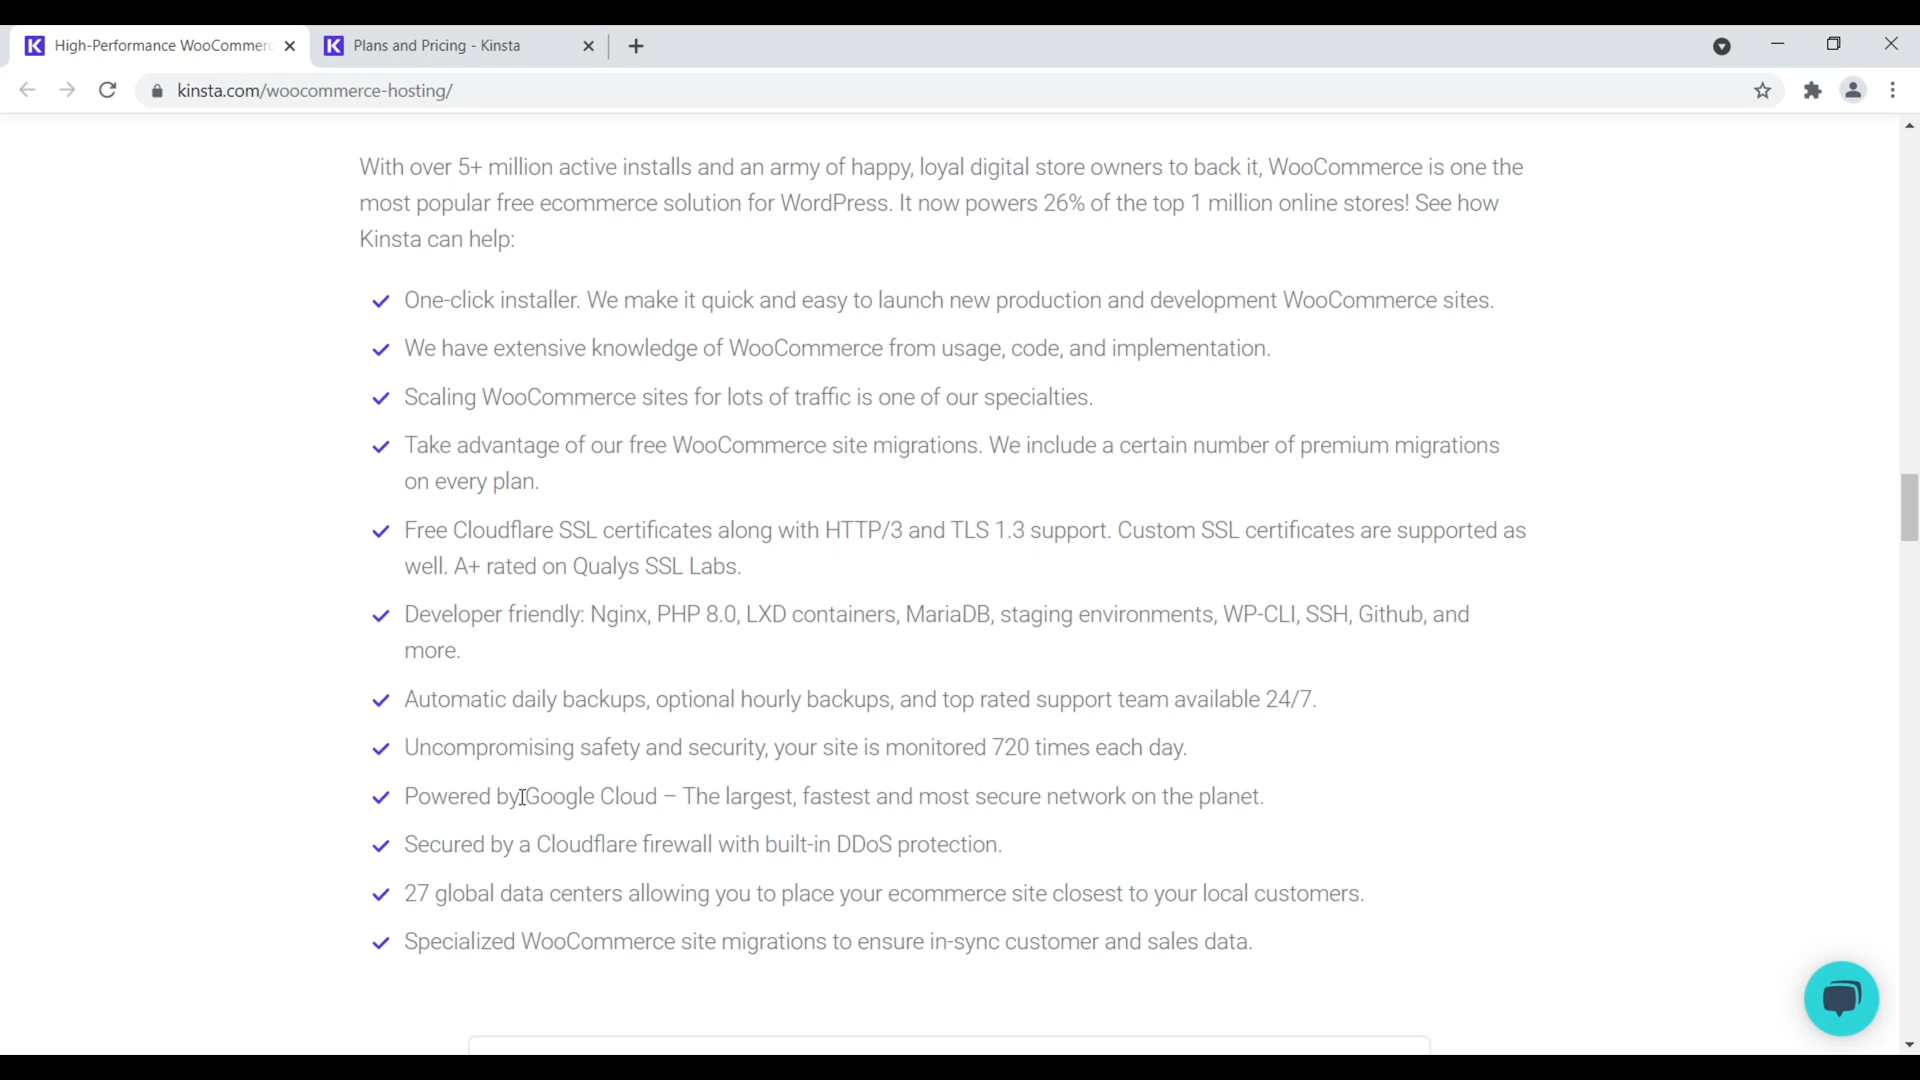 High-Performance WooCommerc
Plans and Pricing - Kinsta
kinsta.com/woocommerce-hosting/
With over 5+ million active installs and an army of happy, loyal digital store owners to back it, WooCommerce is one the
most popular free ecommerce solution for WordPress. It now powers 26% of the top 1 million online stores! See how
Kinsta can help:
One-click installer. We make it quick and easy to launch new production and development WooCommerce sites.
We have extensive knowledge of WooCommerce from usage, code, and implementation.
Scaling WooCommerce sites for lots of traffic is one of our specialties.
Take advantage of our free WooCommerce site migrations. We include a certain number of premium migrations
on every plan.
Free Cloudflare SSL certificates along with HTTP/3 and TLS 1.3 support. Custom SSL certificates are supported as
well. A+ rated on Qualys SSL Labs.
Developer friendly: Nginx, PHP 8.0, LXD containers, MariaDB, staging environments, WP-CLI, SSH, Github, and
more.
Automatic daily backups, optional hourly backups, and top rated support team available 24/7.
Uncompromising safety and security, your site is monitored 720 times each day.
Powered by Google Cloud – The largest, fastest and most secure network on the planet.
Secured by a Cloudflare firewall with built-in DDoS protection.
27 global data centers allowing you to place your ecommerce site closest to your local customers.
Specialized WooCommerce site migrations to ensure in-sync customer and sales data.